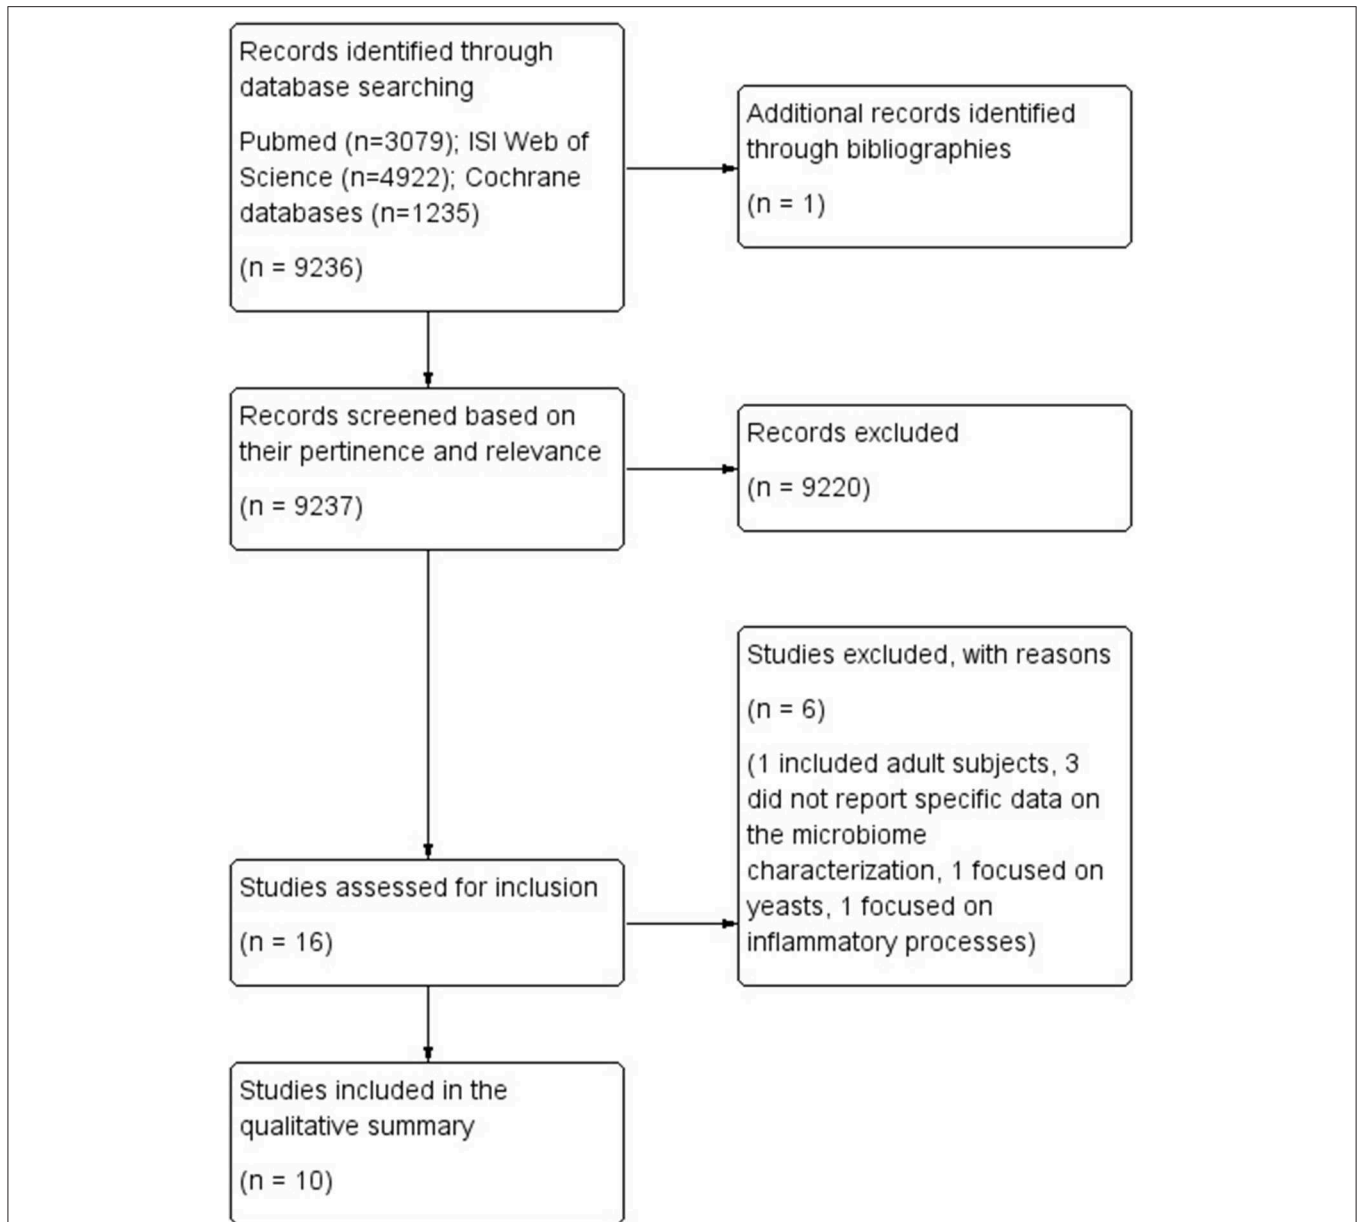 Records identified through
database searching
Pubmed (n=3079); ISI Web of
Science (n=4922); Cochrane
databases (n=1235)
(n = 9236)
Additional records identified
through bibliographies
(n = 1)
Records screened based on
their pertinence and relevance
(n = 9237)
Records excluded
(n = 9220)
Studies excluded, with reasons
(n = 6)
(1 included adult subjects, 3
did not report specific data on
the microbiome
characterization, 1 focused on
yeasts, 1 focused on
inflammatory processes)
Studies assessed for inclusion
(n = 16)
Studies included in the
qualitative summary
(n = 10)